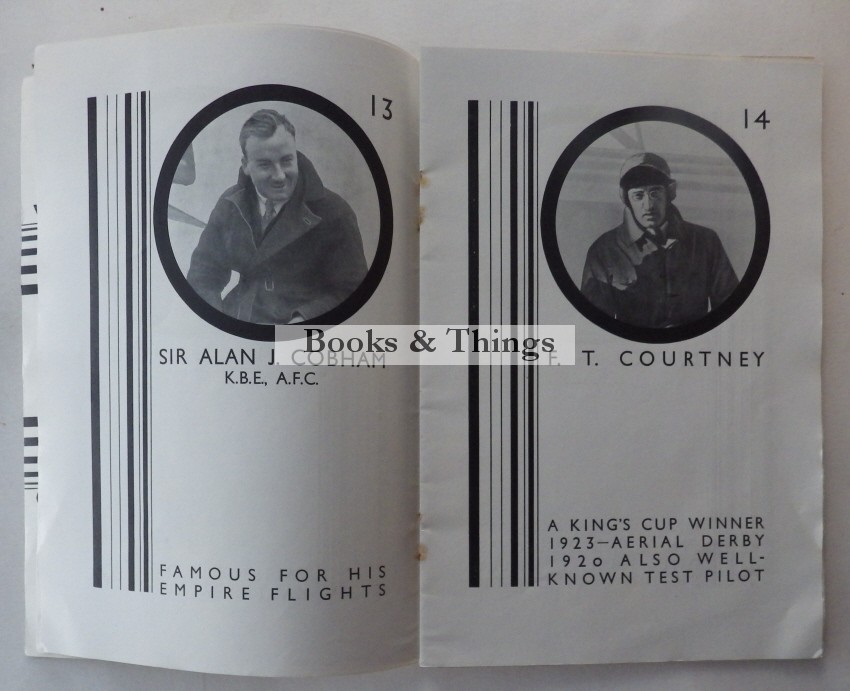 13
SIR ALAN J. COBHAM
K.B.E., A.F.C.
FAMOUS FOR HIS
EMPIRE FLIGHTS
Books & Things
14
F. T. COURTNEY
A KING'S CUP WINNER
1923—AERIAL DERBY
1920 ALSO WELL-
KNOWN TEST PILOT